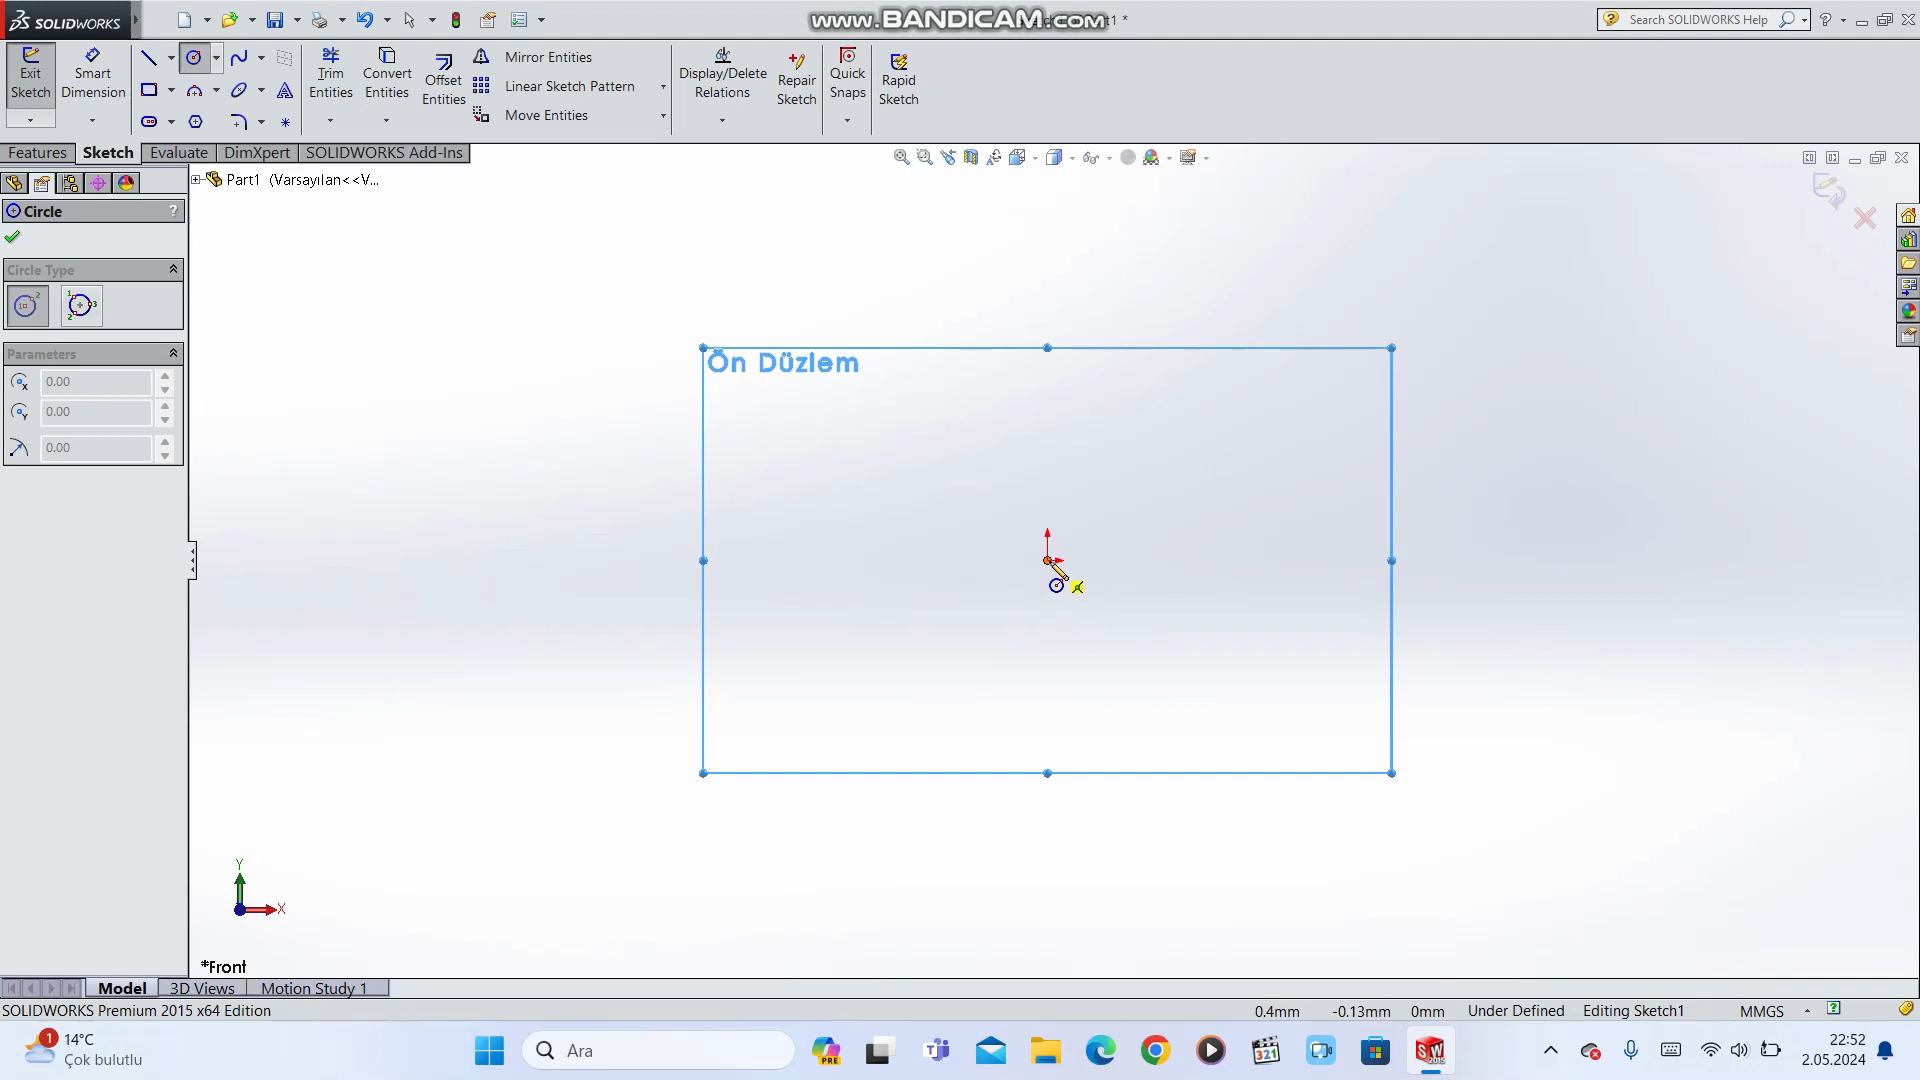 SOLIDWORKS
www.BANDICAM.com
Search SOLIDWORKS Help
Exit Sketch
Smart Dimension
Trim Entities
Convert Entities
Offset Entities
Mirror Entities
Linear Sketch Pattern
Move Entities
Display/Delete Relations
Repair Sketch
Quick Snaps
Rapid Sketch
Features
Sketch
Evaluate
DimXpert
SOLIDWORKS Add-Ins
Part1 (Varsayılan<<V...
Circle
?
Circle Type
Parameters
0.00
0.00
0.00
Ön Düzlem
Y
X
*Front
Model
3D Views
Motion Study 1
SOLIDWORKS Premium 2015 x64 Edition
0.4mm
-0.13mm
0mm
Under Defined
Editing Sketch1
MMGS
1
14°C
Çok bulutlu
Ara
PRE
321
22:52
2.05.2024